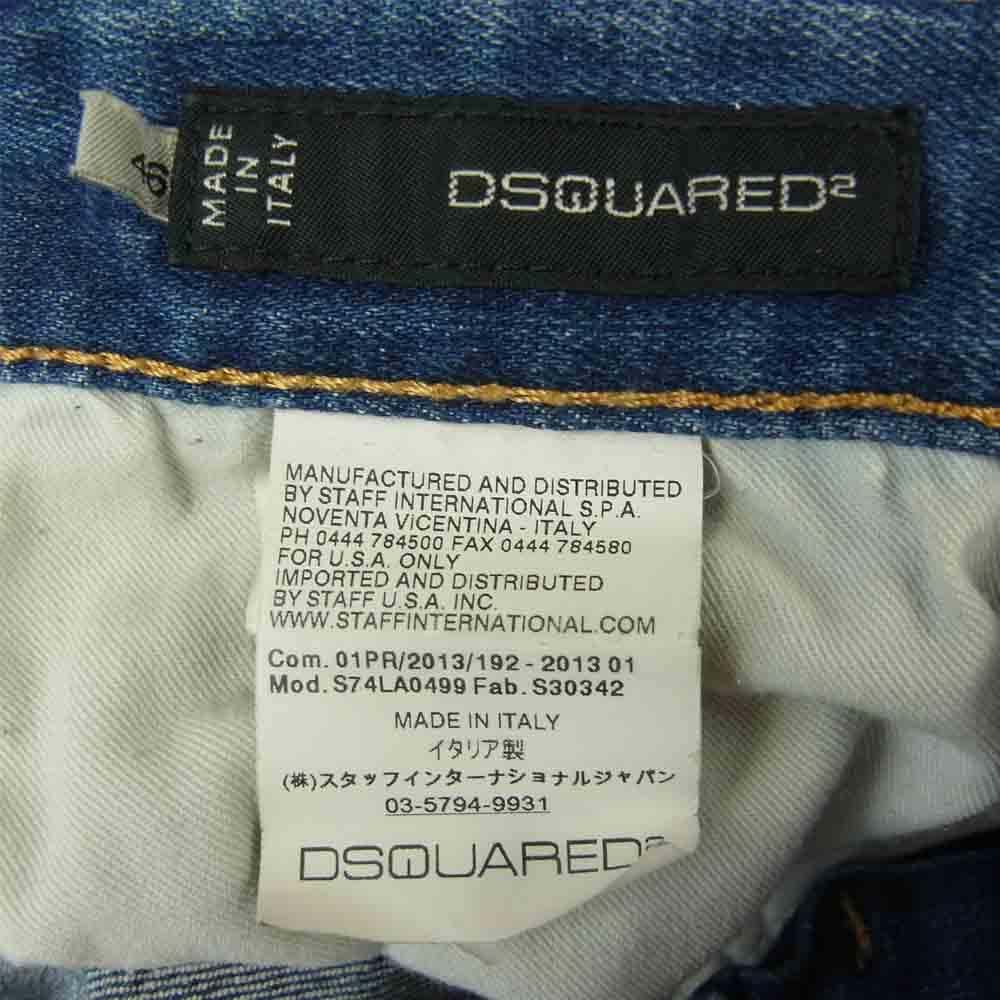 MADE
IN
ITALY
DSQUARED²
MANUFACTURED AND DISTRIBUTED
BY STAFF INTERNATIONAL S.P.A.
NOVENTA VICENTINA - ITALY
PH 0444 784500 FAX 0444 784580
FOR U.S.A. ONLY
IMPORTED AND DISTRIBUTED
BY STAFF U.S.A. INC.
WWW.STAFFINTERNATIONAL.COM
Com. 01PR/2013/192 - 2013 01
Mod. S74LA0499 Fab. S30342
MADE IN ITALY
イタリア製
(株)スタッフインターナショナルジャパン
03-5794-9931
DSQUARED²